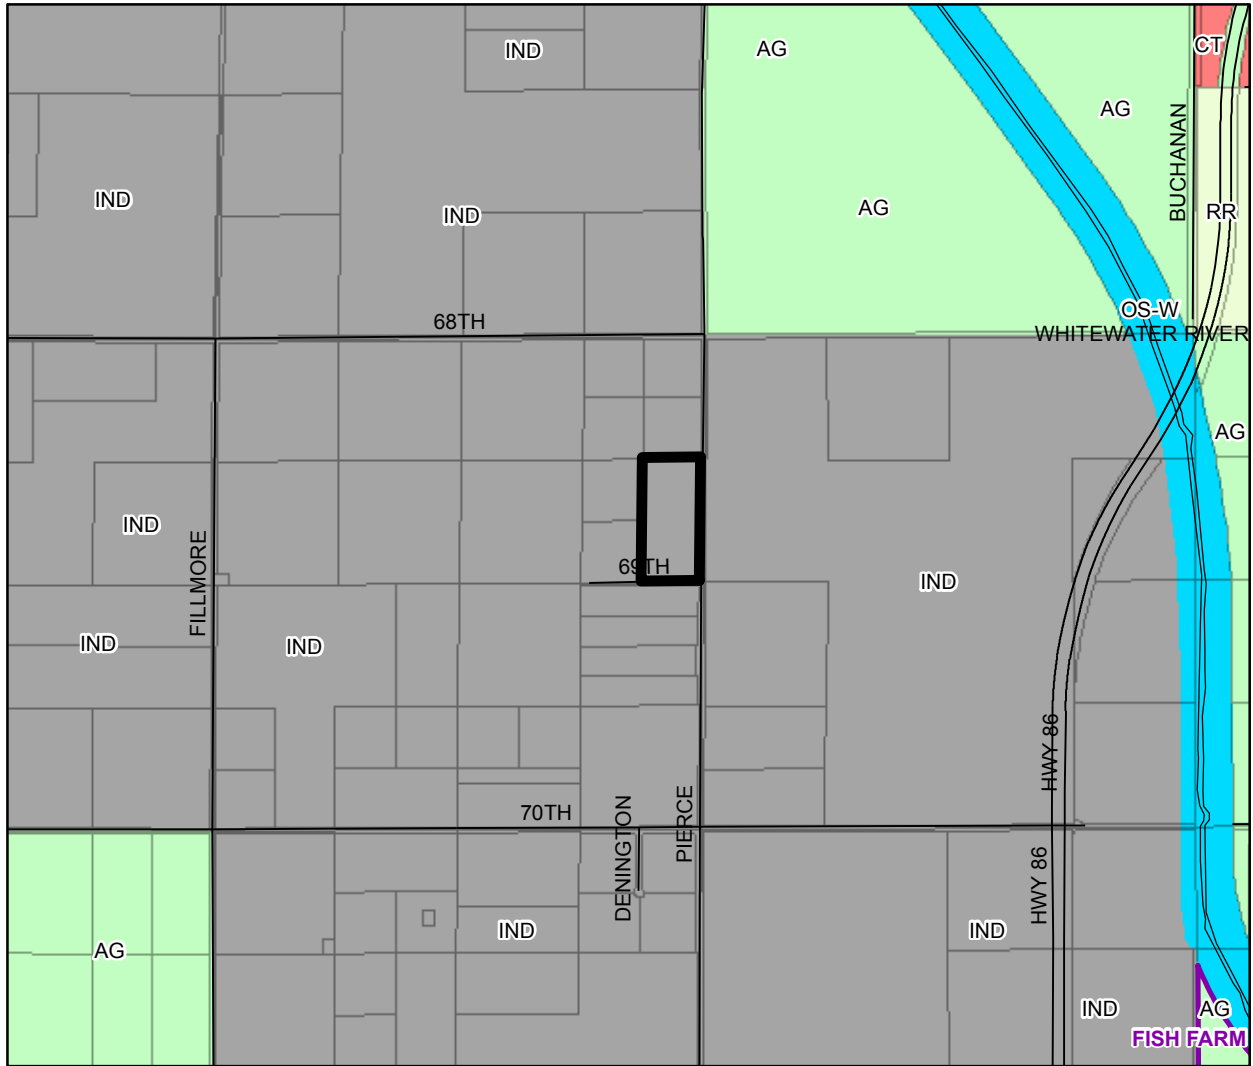 CT
IND
AG
AG
BUCHANAN
IND
IND
AG
RR
OS-W
68TH
WHITEWATER RIVER
AG
IND
FILLMORE
69TH
IND
IND
IND
HWY 86
70TH
DENINGTON
PIERCE
HWY 86
AG
IND
IND
IND
AG
FISH FARM